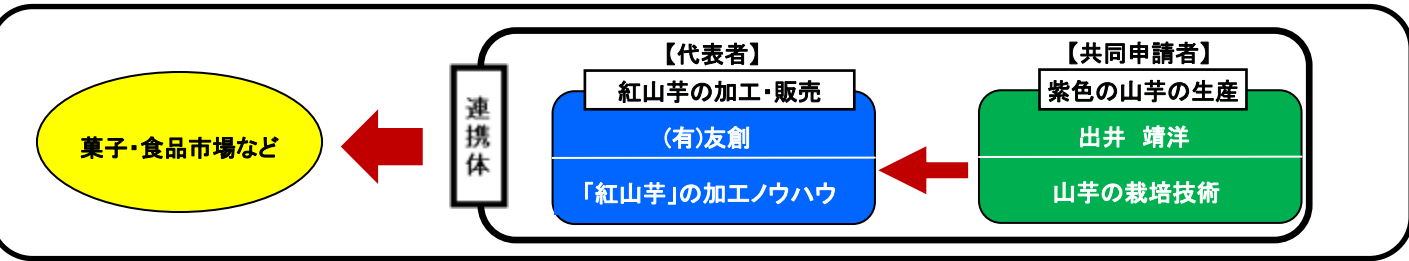 【代表者】
【共同申請者】
紅山芋の加工・販売
紫色の山芋の生産
連携体
菓子・食品市場など
(有)友創
出井　靖洋
「紅山芋」の加工ノウハウ
山芋の栽培技術